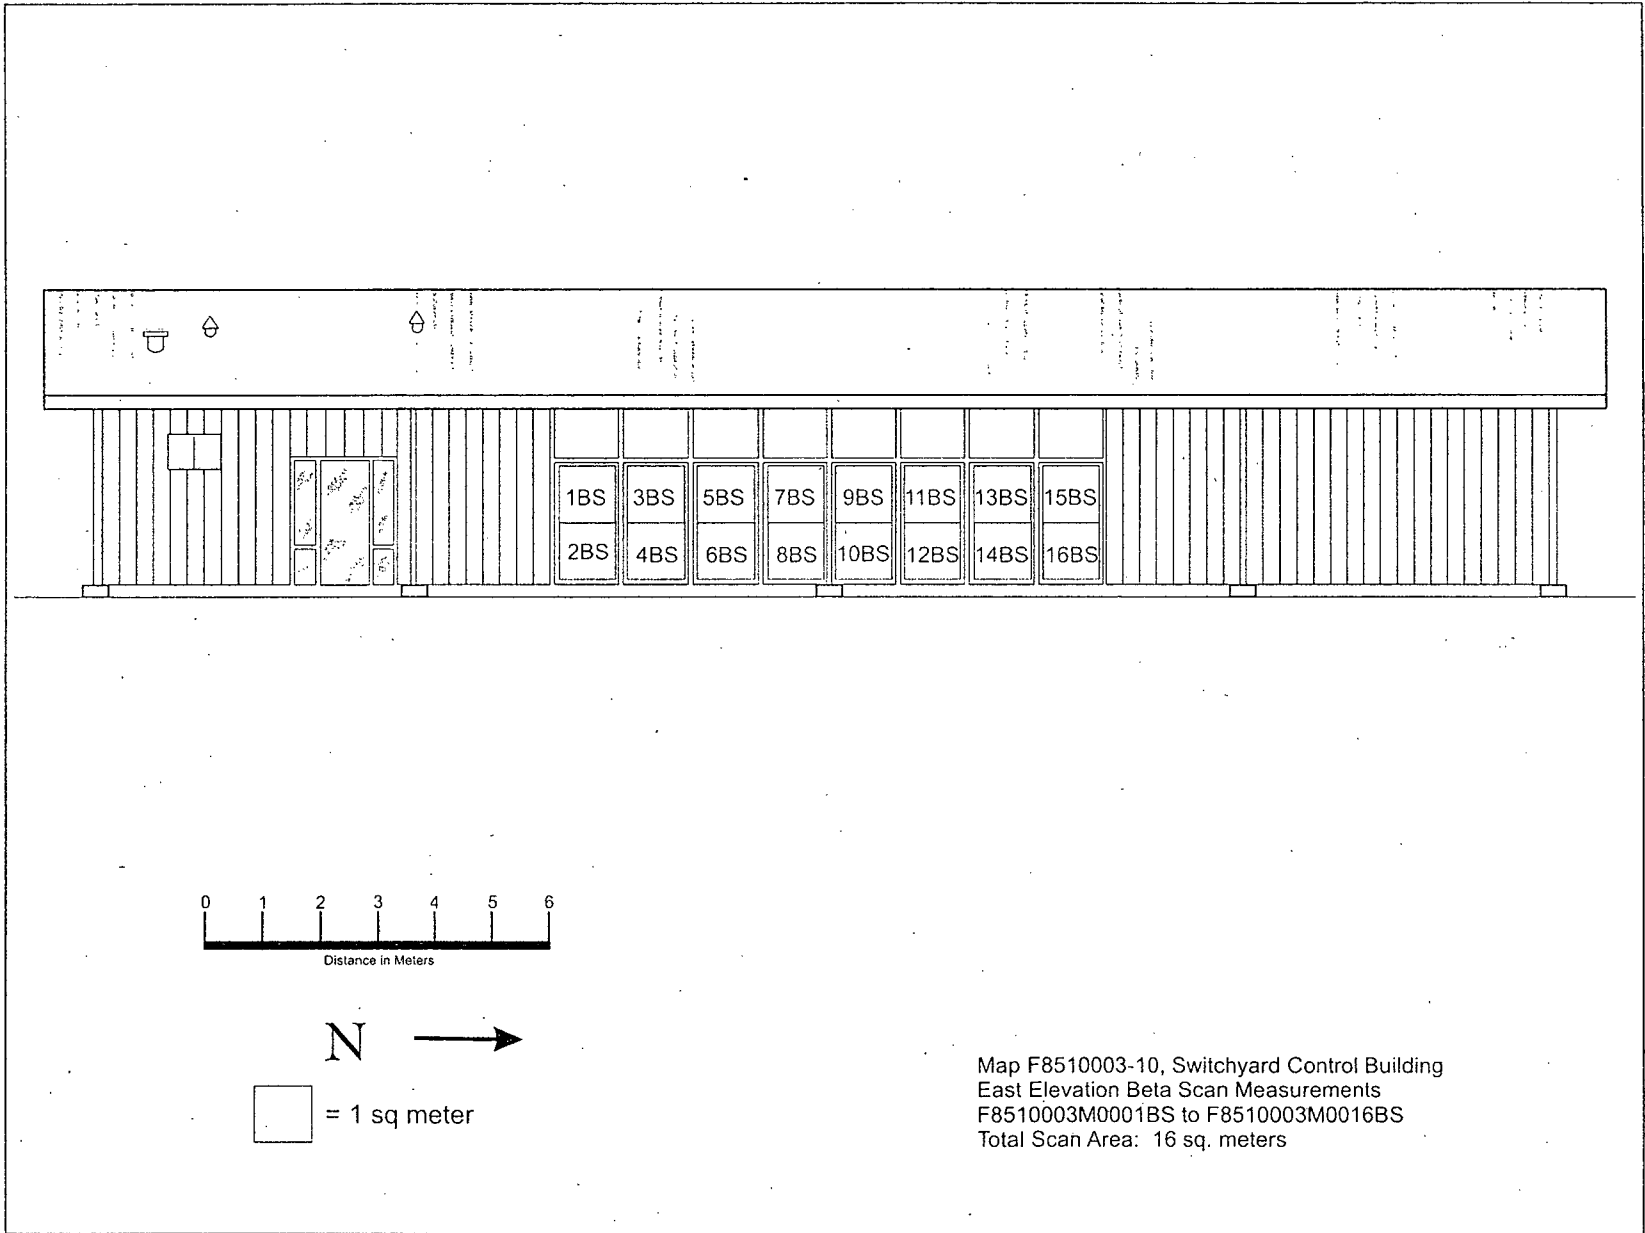 1BS 3BS 5BS 7BS 9BS 11BS 13BS 15BS
2BS 4BS 6BS 8BS 10BS 12BS 14BS 16BS
0 1 2 3 4 5 6
Distance in Meters
N
= 1 sq meter
Map F8510003-10, Switchyard Control Building
East Elevation Beta Scan Measurements
F8510003M0001BS to F8510003M0016BS
Total Scan Area: 16 sq. meters